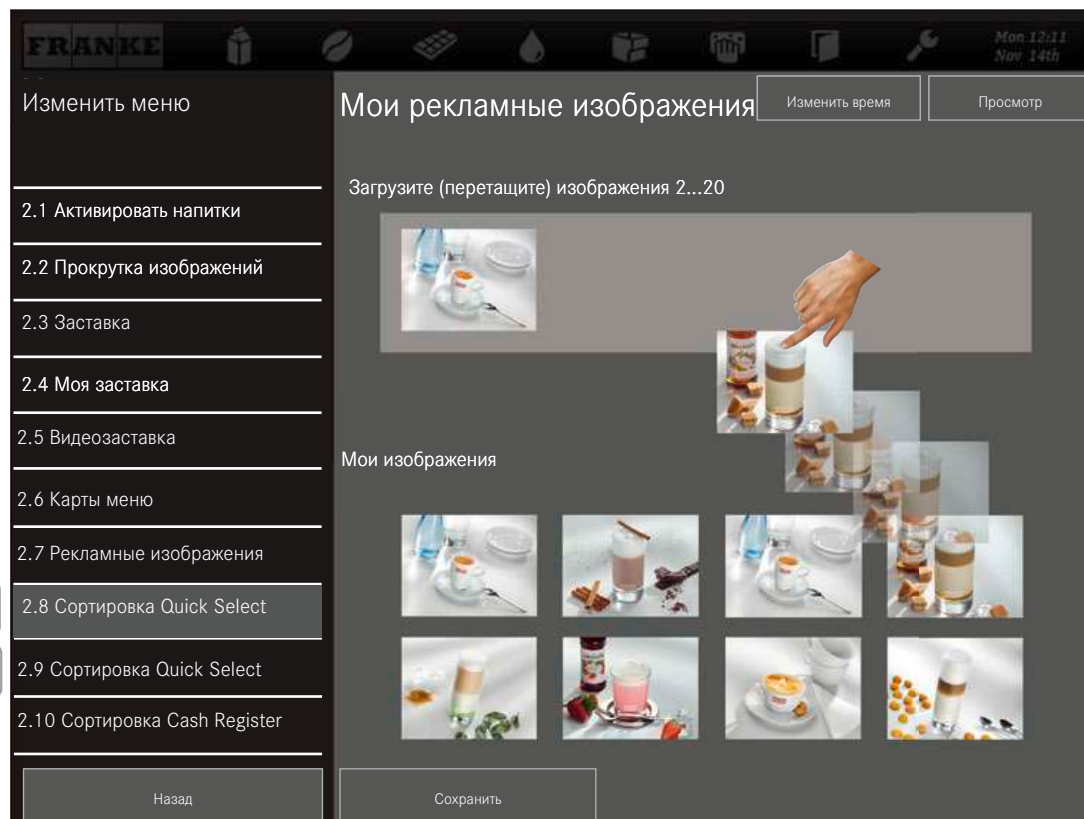 FRANKE
Mon 12:11
Nov 14th
Изменить меню
Мои рекламные изображения
Изменить время
Просмотр
Загрузите (перетащите) изображения 2...20
2.1 Активировать напитки
2.2 Прокрутка изображений
2.3 Заставка
2.4 Моя заставка
2.5 Видеозаставка
2.6 Карты меню
2.7 Рекламные изображения
2.8 Сортировка Quick Select
2.9 Сортировка Quick Select
2.10 Сортировка Cash Register
Мои изображения
Назад
Сохранить